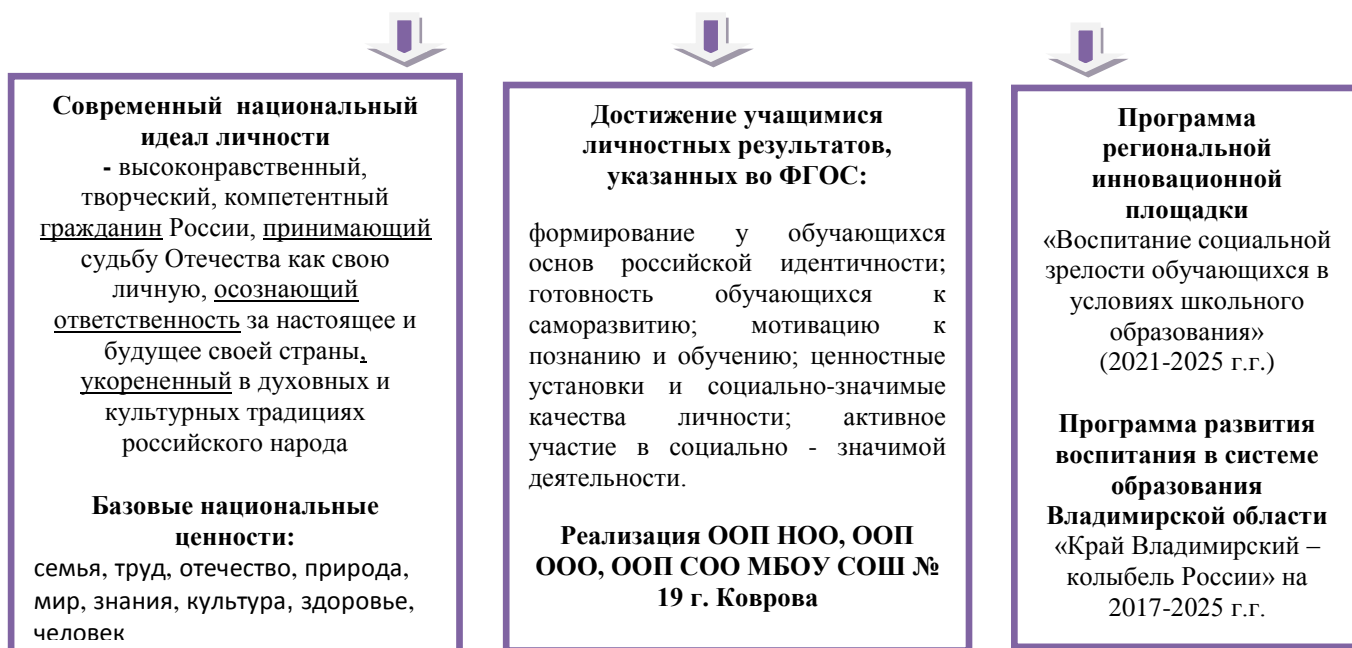 Современный национальный
идеал личности
- высоконравственный,
творческий, компетентный
гражданин России, принимающий
судьбу Отечества как свою
личную, осознающий
ответственность за настоящее и
будущее своей страны,
укорененный в духовных и
культурных традициях
российского народа
Базовые национальные
ценности:
семья, труд, отечество, природа,
мир, знания, культура, здоровье,
человек
Достижение учащимися
личностных результатов,
указанных во ФГОС:
формирование у обучающихся
основ российской идентичности;
готовность обучающихся к
саморазвитию; мотивацию к
познанию и обучению; ценностные
установки и социально-значимые
качества личности; активное
участие в социально - значимой
деятельности.
Реализация ООП НОО, ООП
ООО, ООП СОО МБОУ СОШ №
19 г. Коврова
Программа
региональной
инновационной
площадки
«Воспитание социальной
зрелости обучающихся в
условиях школьного
образования»
(2021-2025 г.г.)
Программа развития
воспитания в системе
образования
Владимирской области
«Край Владимирский –
колыбель России» на
2017-2025 г.г.